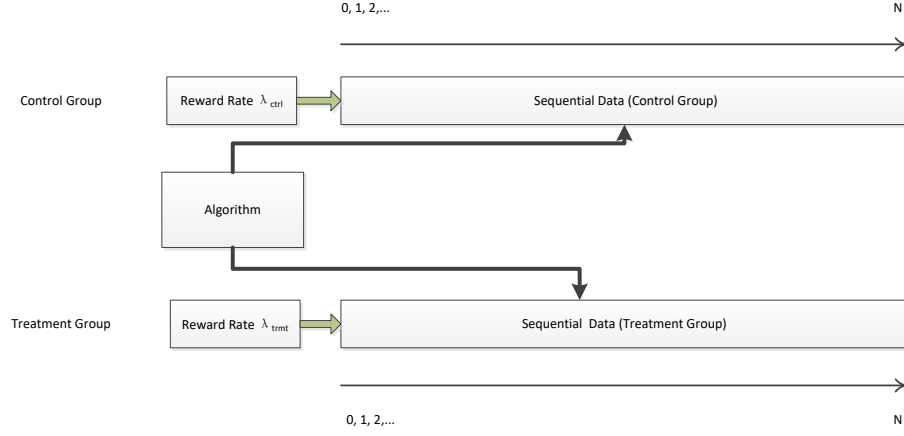 0, 1, 2,... N
Control Group
Reward Rate λ ctrl
Sequential Data (Control Group)
Algorithm
Treatment Group
Reward Rate λ trmt
Sequential Data (Treatment Group)
0, 1, 2,... N